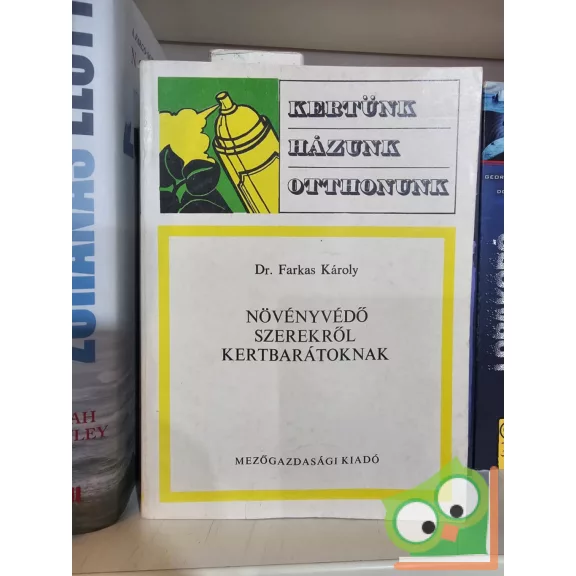 KERTÜNK
HÁZUNK
OTTHONUNK
Dr. Farkas Károly
NÖVÉNYVÉDŐ
SZEREKRŐL
KERTBARÁTOKNAK
MEZŐGAZDASÁGI KIADÓ